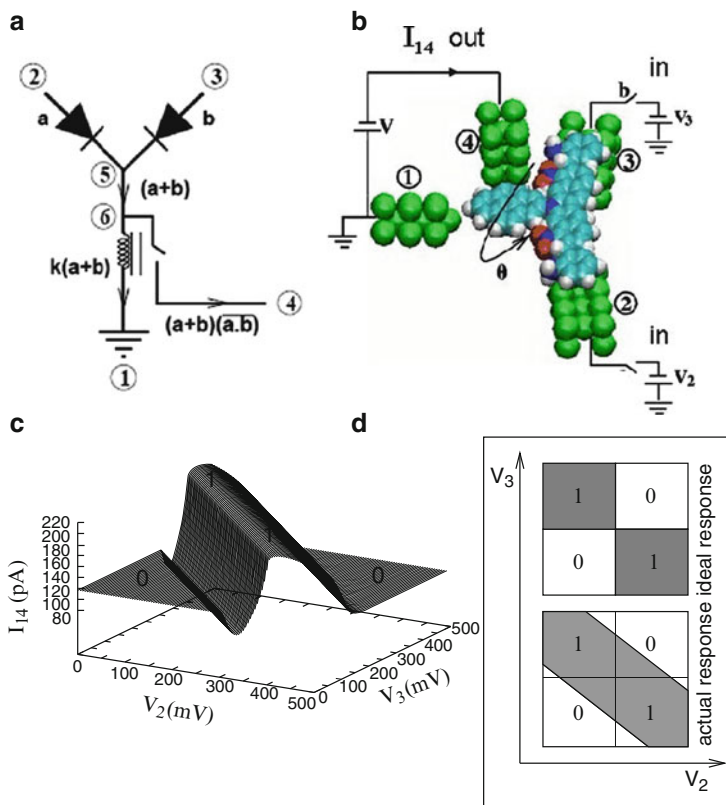 a
2
3
a
b
5
(a+b)
6
k(a+b)
4
(a+b)(a̅.̅b̅)
1
b
I₁₄ out
in
b
V₃
V
4
3
1
θ
2
in
V₂
c
220
200
180
160
140
120
100
80
I₁₄ (pA)
0
1
1
0
0
100
200
300
400
500
V₂(mV)
0
100
200
300
400
500
V₃(mV)
d
V₃
1 0
0 1
ideal response
1 0
0 1
actual response
V₂